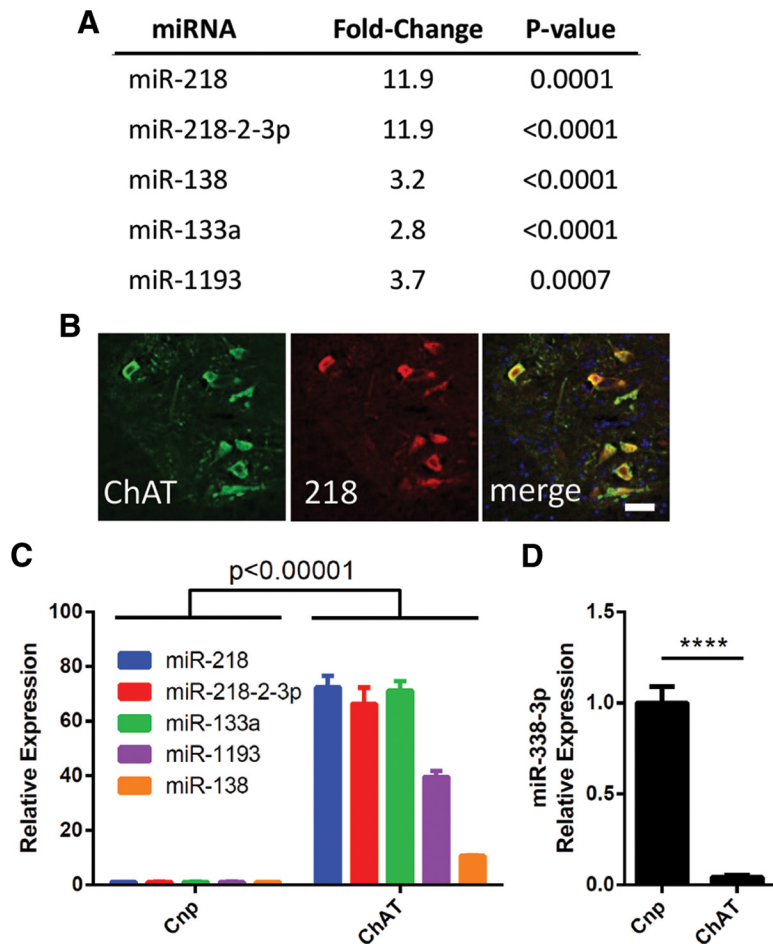 A
miRNA Fold-Change P-value
miR-218 11.9 0.0001
miR-218-2-3p 11.9 <0.0001
miR-138 3.2 <0.0001
miR-133a 2.8 <0.0001
miR-1193 3.7 0.0007
B
ChAT 218 merge
C
p<0.00001
Relative Expression
100
80
60
40
20
0
miR-218
miR-218-2-3p
miR-133a
miR-1193
miR-138
Cnp ChAT
D
miR-338-3p
Relative Expression
1.5
1.0
0.5
0.0
****
Cnp ChAT